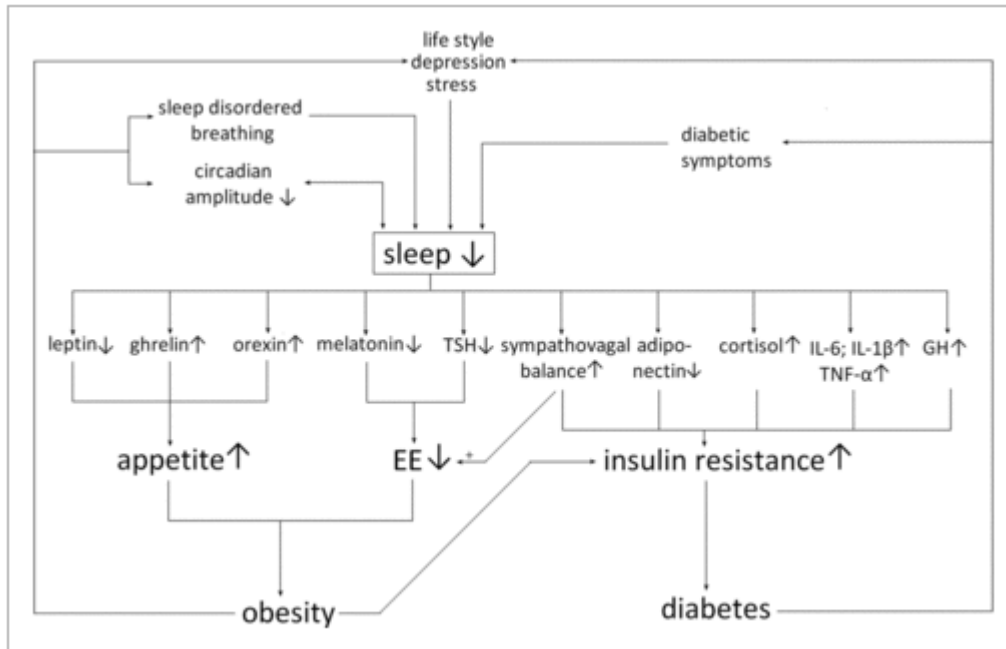 life style
depression
stress
sleep disordered
breathing
diabetic
symptoms
circadian
amplitude ↓
sleep ↓
leptin↓ ghrelin↑ orexin↑ melatonin↓ TSH↓ sympathovagal adipo- cortisol↑ IL-6; IL-1β↑ GH↑
balance↑ nectin↓ TNF-α↑
appetite↑ EE↓ + insulin resistance↑
obesity diabetes